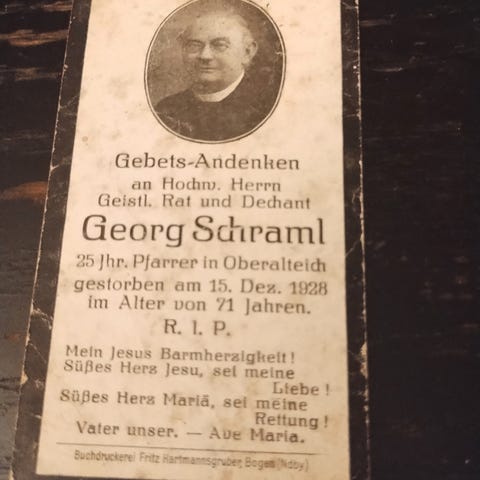 Gebets-Andenken
an Hochw. Herrn
Geistl. Rat und Dechant
Georg Schraml
25 Jhr. Pfarrer in Oberalteich
gestorben am 15. Dez. 1928
im Alter von 71 Jahren.
R. I. P.
Mein Jesus Barmherzigkeit!
Süßes Herz Jesu, sei meine
Liebe!
Süßes Herz Mariä, sei meine
Rettung!
Vater unser. — Ave Maria.
Buchdruckerei Fritz Hartmannsgruber, Bogen (Ndby)